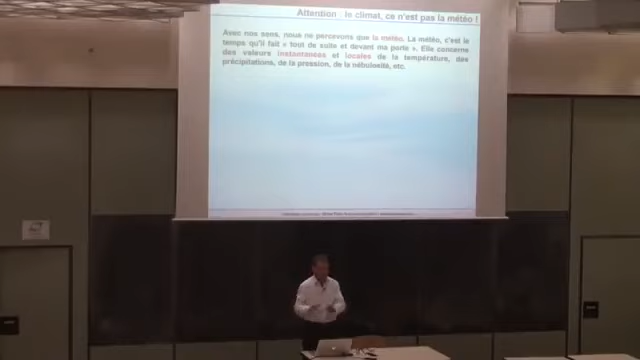 Attention : le climat, ce n'est pas la météo !
Avec nos sens, nous ne percevons que la météo. La météo, c'est le
temps qu'il fait « tout de suite et devant ma porte ». Elle concerne
des valeurs instantanées et locales de la température, des
précipitations, de la pression, de la nébulosité, etc.